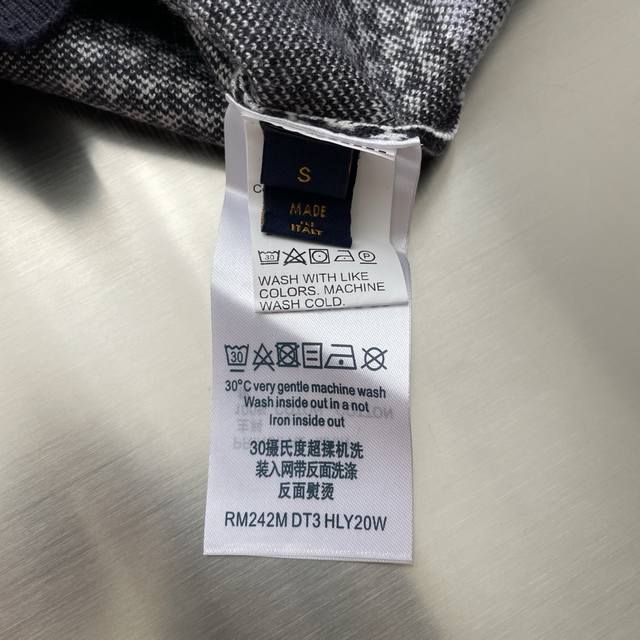 S
MADE
IN
ITALY
30
WASH WITH LIKE
COLORS. MACHINE
WASH COLD.
30
30°C very gentle machine wash
Wash inside out in a not
Iron inside out
30摄氏度超揉机洗
装入网带反面洗涤
反面熨烫
RM242M DT3 HLY20W